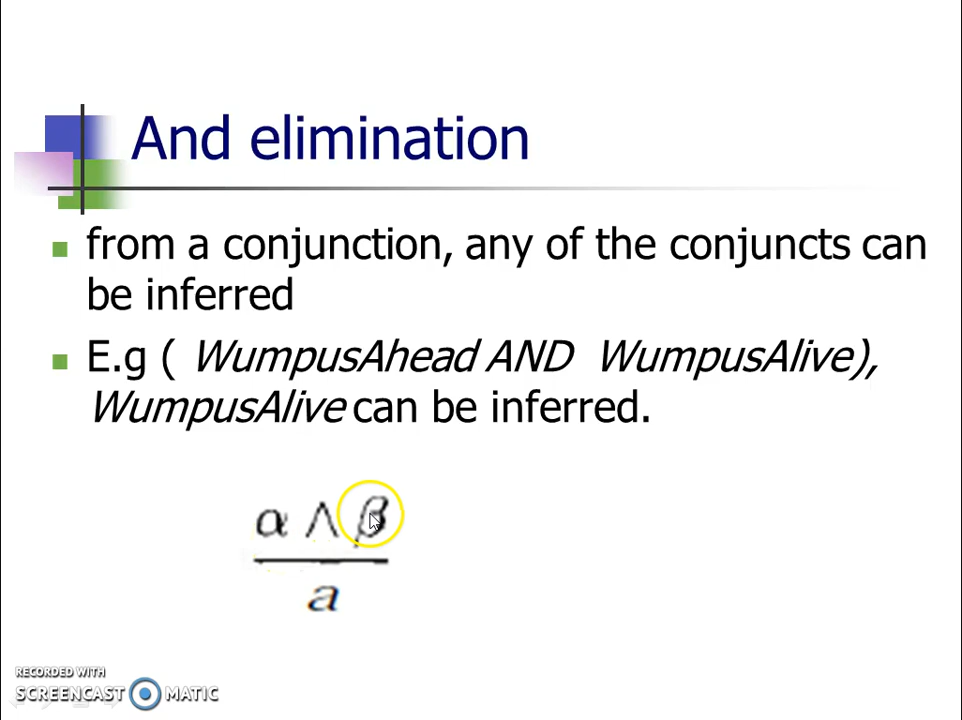 And elimination
from a conjunction, any of the conjuncts can
be inferred
E.g ( WumpusAhead AND WumpusAlive),
WumpusAlive can be inferred.
α ∧ β
a
RECORDED WITH
SCREENCAST MATIC